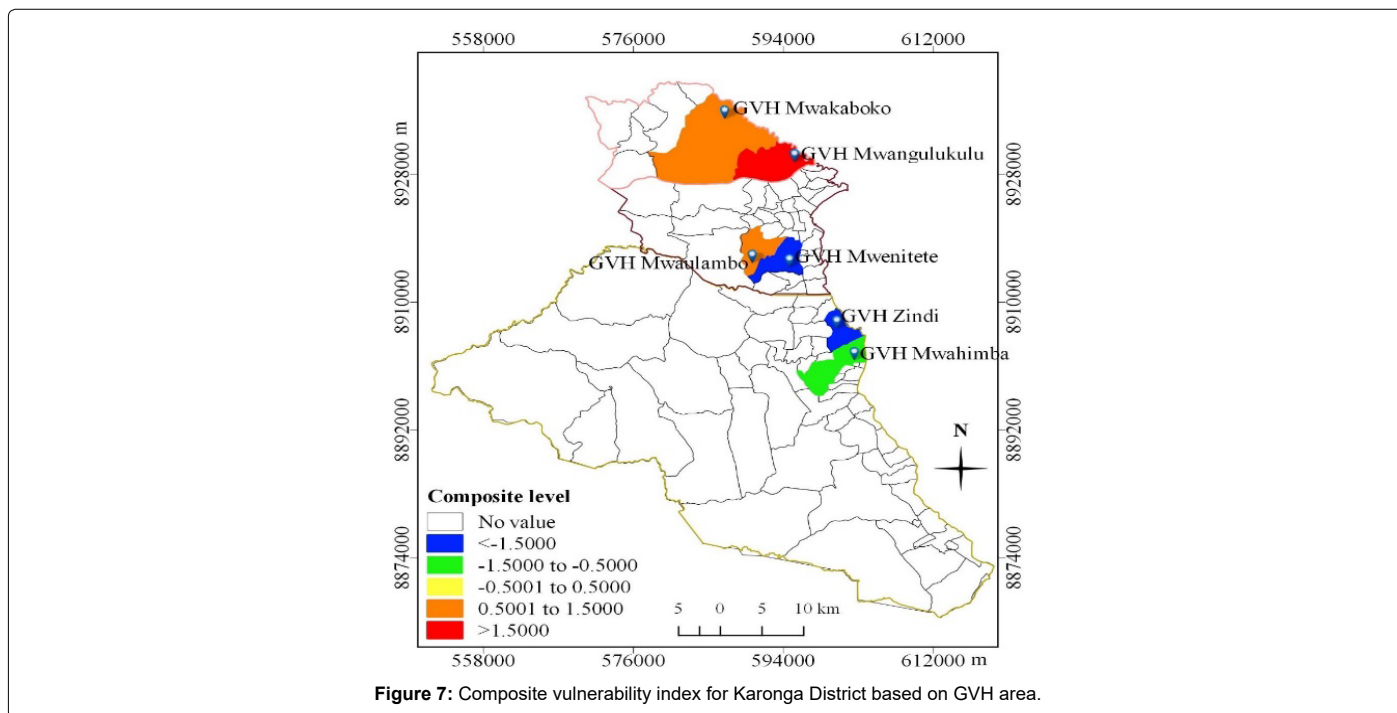 558000 576000 594000 612000
GVH Mwakaboko
GVH Mwangulukulu
8928000 m
8928000
GVH Mwaulambo
GVH Mwenitete
8910000
8910000
GVH Zindi
GVH Mwahimba
8892000
8892000
N
Composite level
No value
<-1.5000
-1.5000 to -0.5000
-0.5001 to 0.5000
0.5001 to 1.5000
>1.5000
5 0 5 10 km
8874000
8874000
558000 576000 594000 612000 m
Figure 7: Composite vulnerability index for Karonga District based on GVH area.